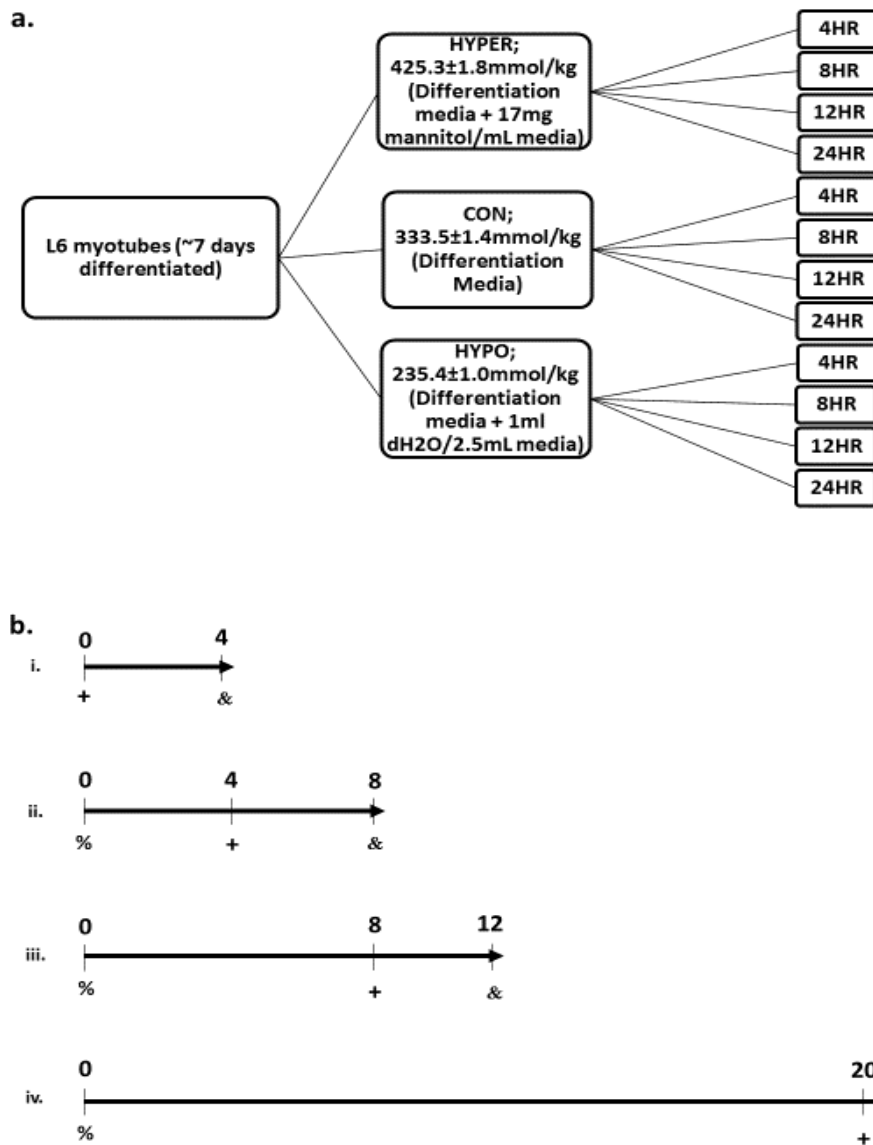 a.
L6 myotubes (~7 days
differentiated)
HYPER;
425.3±1.8mmol/kg
(Differentiation
media + 17mg
mannitol/mL media)
4HR
8HR
12HR
24HR
CON;
333.5±1.4mmol/kg
(Differentiation
Media)
4HR
8HR
12HR
24HR
HYPO;
235.4±1.0mmol/kg
(Differentiation
media + 1ml
dH2O/2.5mL media)
4HR
8HR
12HR
24HR
b.
0 4
i.
+ &
0 4 8
ii.
% + &
0 8 12
iii.
% + &
0 20
iv.
% +